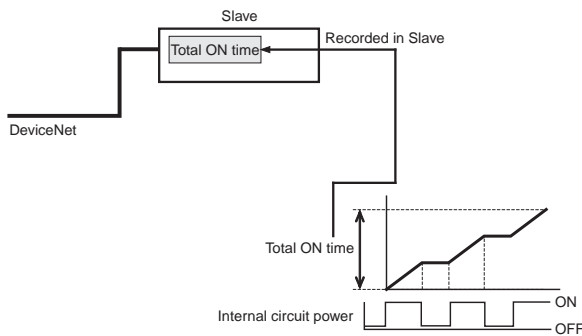 Slave
Total ON time
Recorded in Slave
DeviceNet
Total ON time
Internal circuit power
ON
OFF